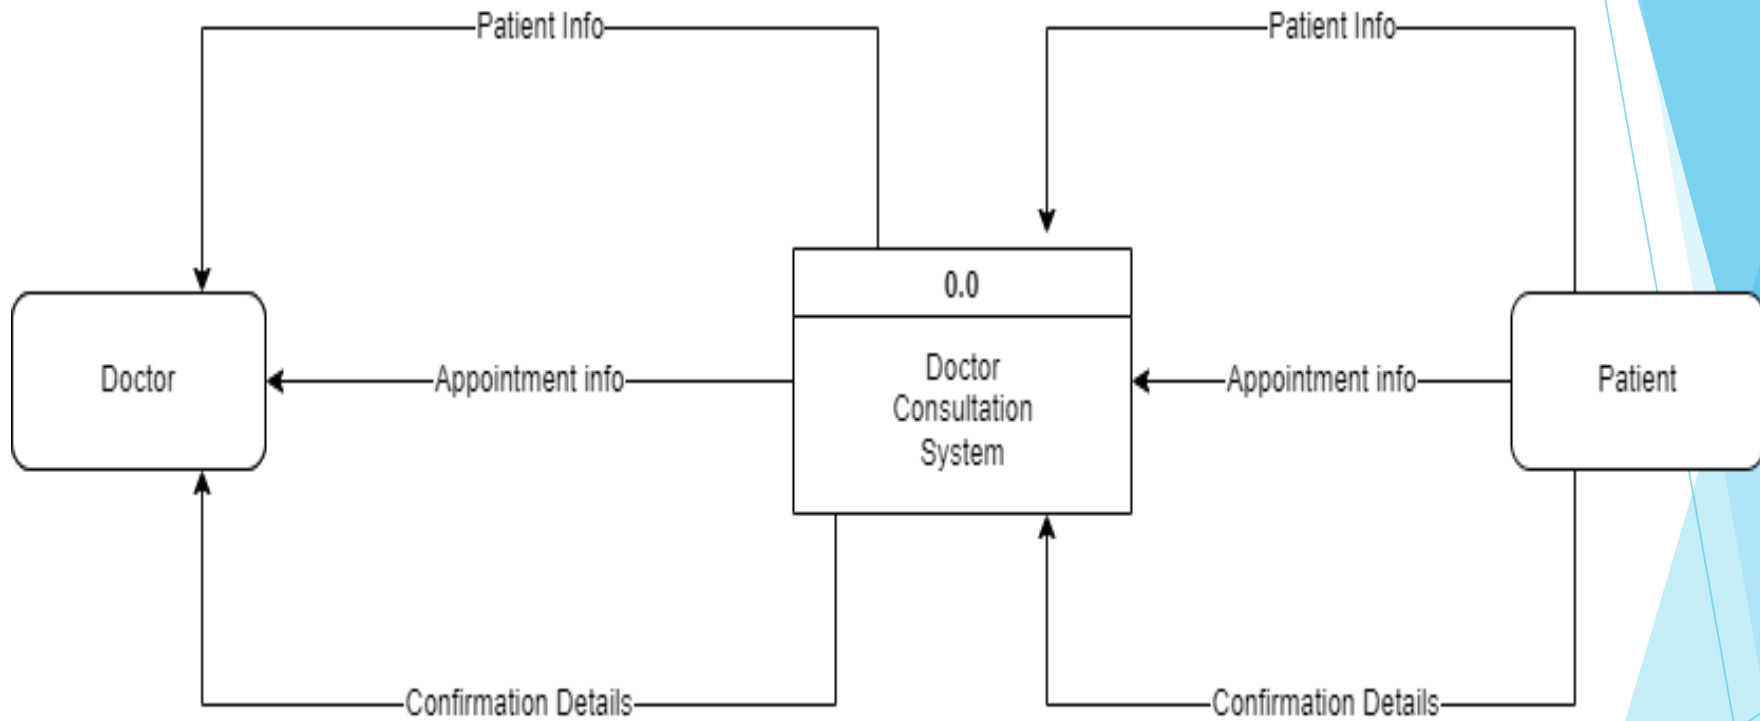 Patient Info
Patient Info
0.0
Doctor
Appointment info
Doctor
Consultation
System
Appointment info
Patient
Confirmation Details
Confirmation Details